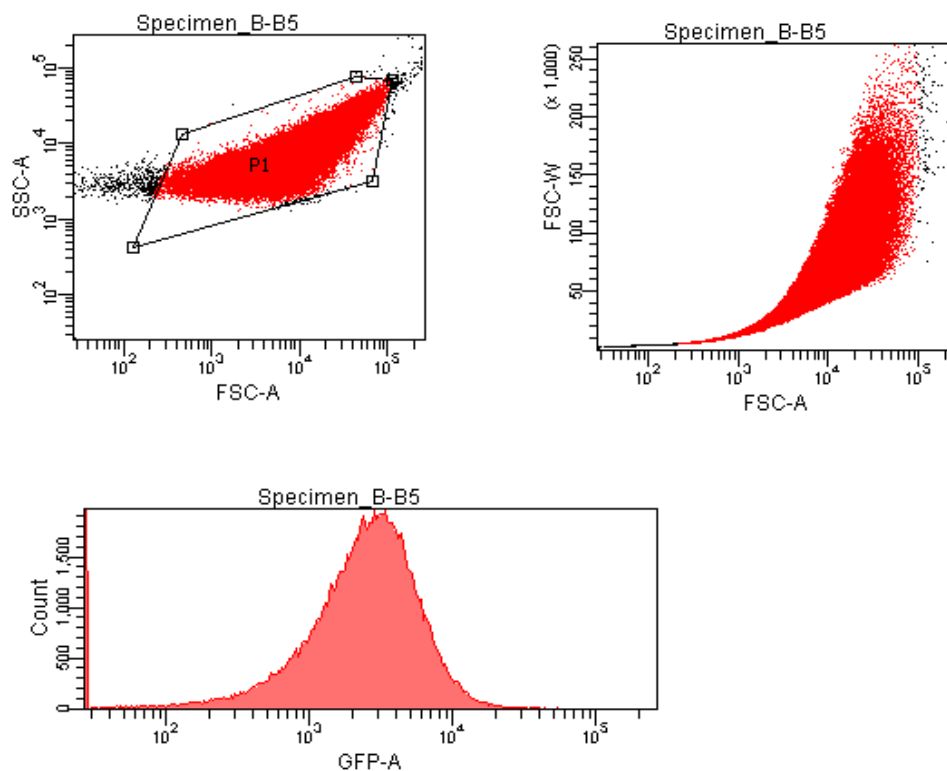 Specimen_B-B5
SSC-A
10^5
10^4
10^3
10^2
P1
10^2 10^3 10^4 10^5
FSC-A
Specimen_B-B5
(x 1,000)
FSC-W
250
200
150
100
50
10^2 10^3 10^4 10^5
FSC-A
Specimen_B-B5
Count
1,500
1,000
500
0
10^2 10^3 10^4 10^5
GFP-A